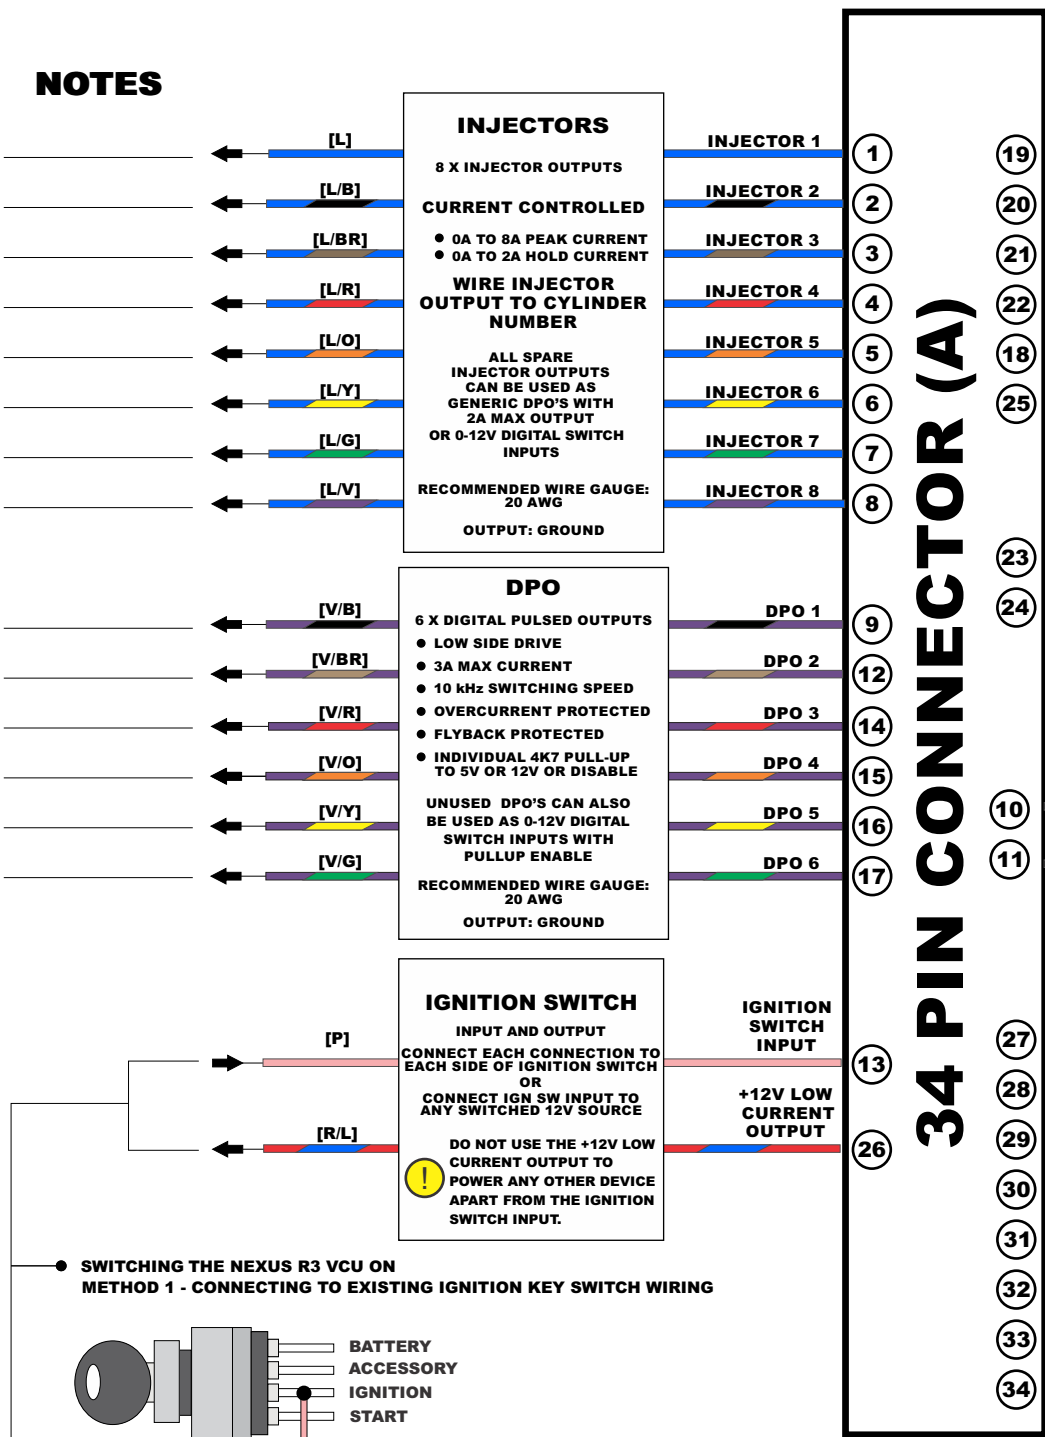 NOTES
INJECTORS
8 X INJECTOR OUTPUTS
CURRENT CONTROLLED
● 0A TO 8A PEAK CURRENT
● 0A TO 2A HOLD CURRENT
WIRE INJECTOR
OUTPUT TO CYLINDER
NUMBER
ALL SPARE
INJECTOR OUTPUTS
CAN BE USED AS
GENERIC DPO'S WITH
2A MAX OUTPUT
OR 0-12V DIGITAL SWITCH
INPUTS
RECOMMENDED WIRE GAUGE:
20 AWG
OUTPUT: GROUND
[L] INJECTOR 1 1
[L/B] INJECTOR 2 2
[L/BR] INJECTOR 3 3
[L/R] INJECTOR 4 4
[L/O] INJECTOR 5 5
[L/Y] INJECTOR 6 6
[L/G] INJECTOR 7 7
[L/V] INJECTOR 8 8
DPO
6 X DIGITAL PULSED OUTPUTS
● LOW SIDE DRIVE
● 3A MAX CURRENT
● 10 kHz SWITCHING SPEED
● OVERCURRENT PROTECTED
● FLYBACK PROTECTED
● INDIVIDUAL 4K7 PULL-UP
TO 5V OR 12V OR DISABLE
UNUSED DPO'S CAN ALSO
BE USED AS 0-12V DIGITAL
SWITCH INPUTS WITH
PULLUP ENABLE
RECOMMENDED WIRE GAUGE:
20 AWG
OUTPUT: GROUND
[V/B] DPO 1 9
[V/BR] DPO 2 12
[V/R] DPO 3 14
[V/O] DPO 4 15
[V/Y] DPO 5 16
[V/G] DPO 6 17
IGNITION SWITCH
INPUT AND OUTPUT
CONNECT EACH CONNECTION TO
EACH SIDE OF IGNITION SWITCH
OR
CONNECT IGN SW INPUT TO
ANY SWITCHED 12V SOURCE
!
DO NOT USE THE +12V LOW
CURRENT OUTPUT TO
POWER ANY OTHER DEVICE
APART FROM THE IGNITION
SWITCH INPUT.
[P]
IGNITION
SWITCH
INPUT
13
[R/L]
+12V LOW
CURRENT
OUTPUT
26
● SWITCHING THE NEXUS R3 VCU ON
METHOD 1 - CONNECTING TO EXISTING IGNITION KEY SWITCH WIRING
BATTERY
ACCESSORY
IGNITION
START
34 PIN CONNECTOR (A)
19
20
21
22
18
25
23
24
10
11
27
28
29
30
31
32
33
34